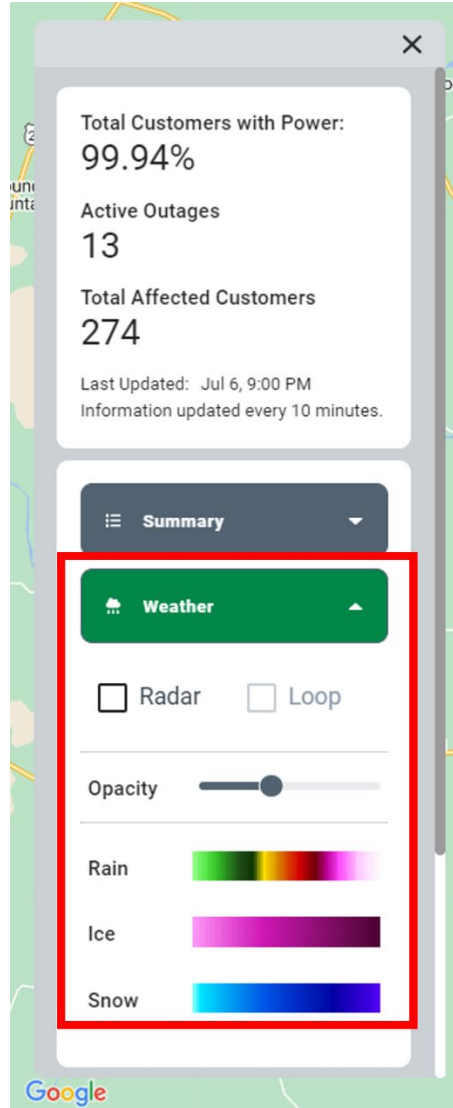 Total Customers with Power:
99.94%
Active Outages
13
Total Affected Customers
274
Last Updated: Jul 6, 9:00 PM
Information updated every 10 minutes.
Summary
Weather
Radar
Loop
Opacity
Rain
Ice
Snow
Google